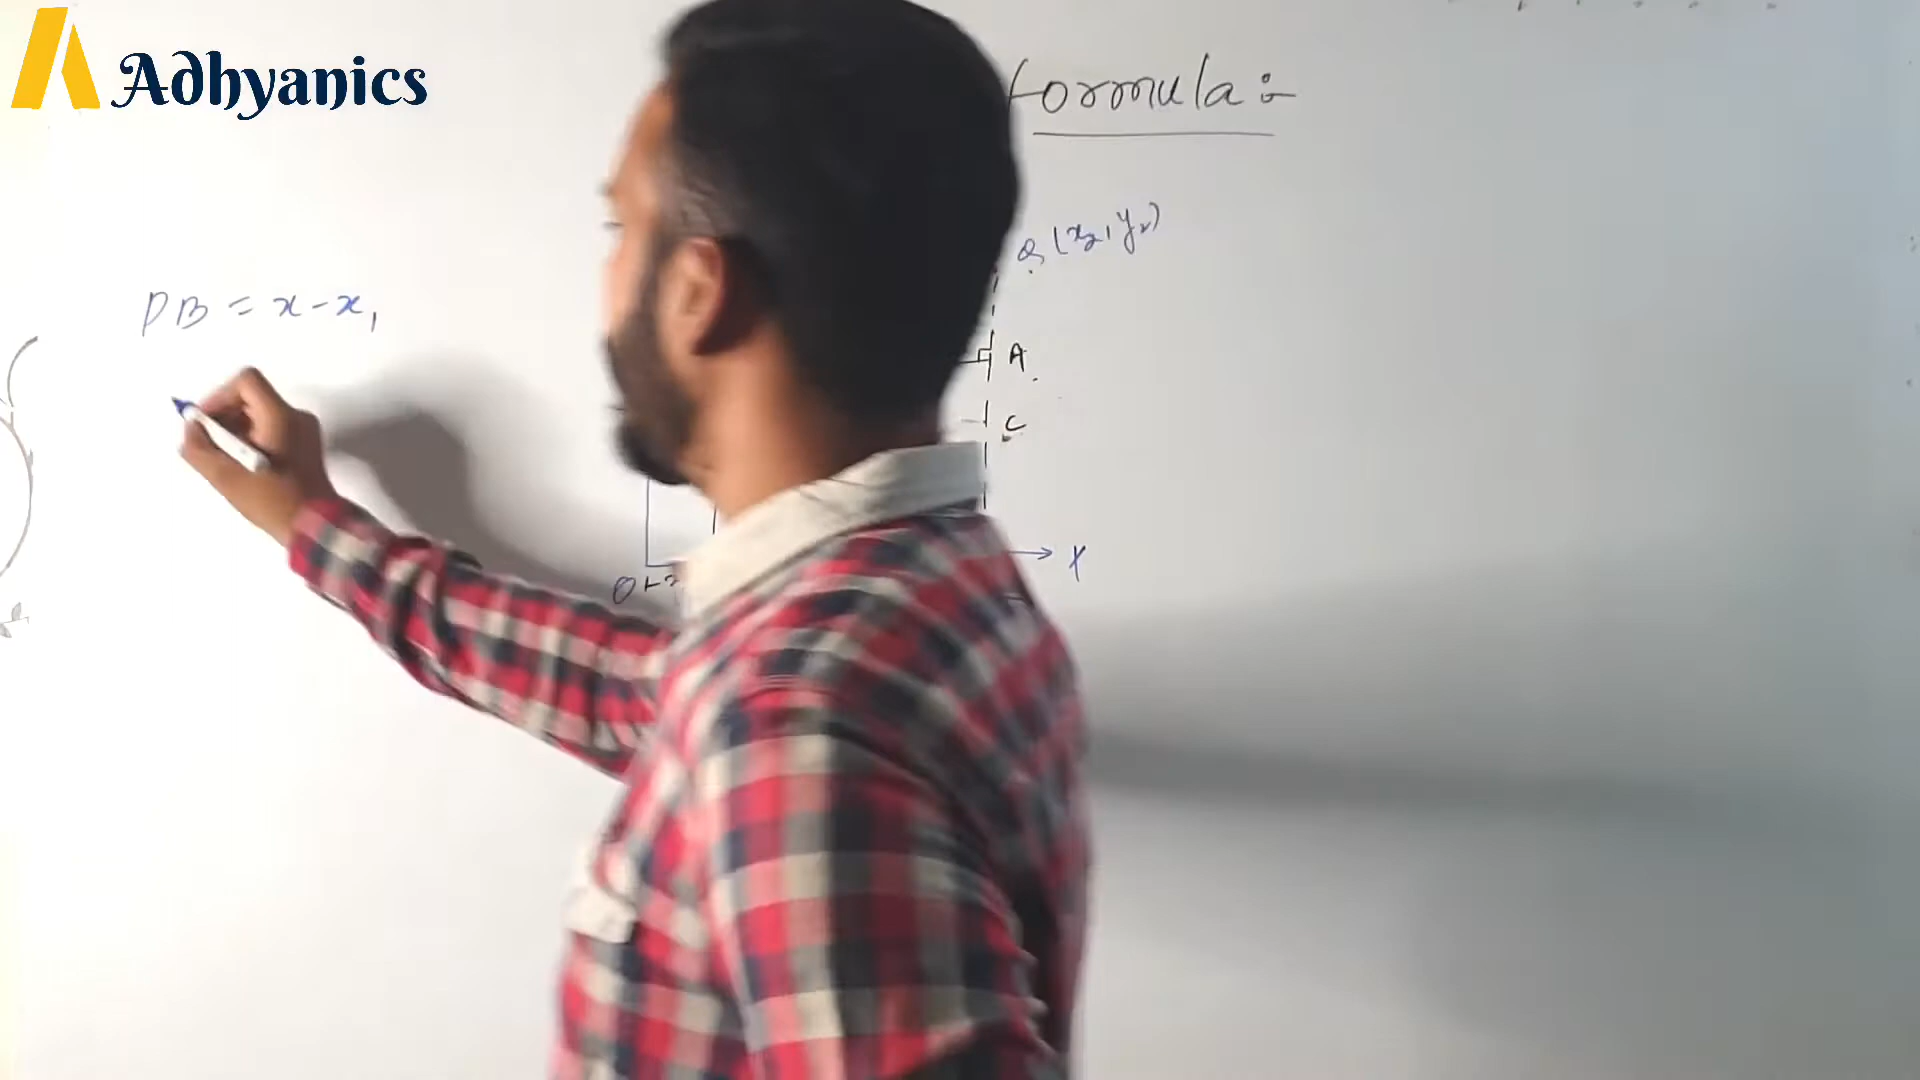 Adhyanics
formula:-
Q (x₂, y₂)
PB = x - x₁
A
C
X
O